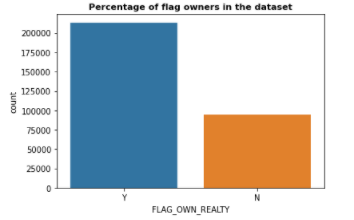 Percentage of flag owners in the dataset
200000
175000
150000
125000
100000
75000
50000
25000
0
count
Y N
FLAG_OWN_REALTY